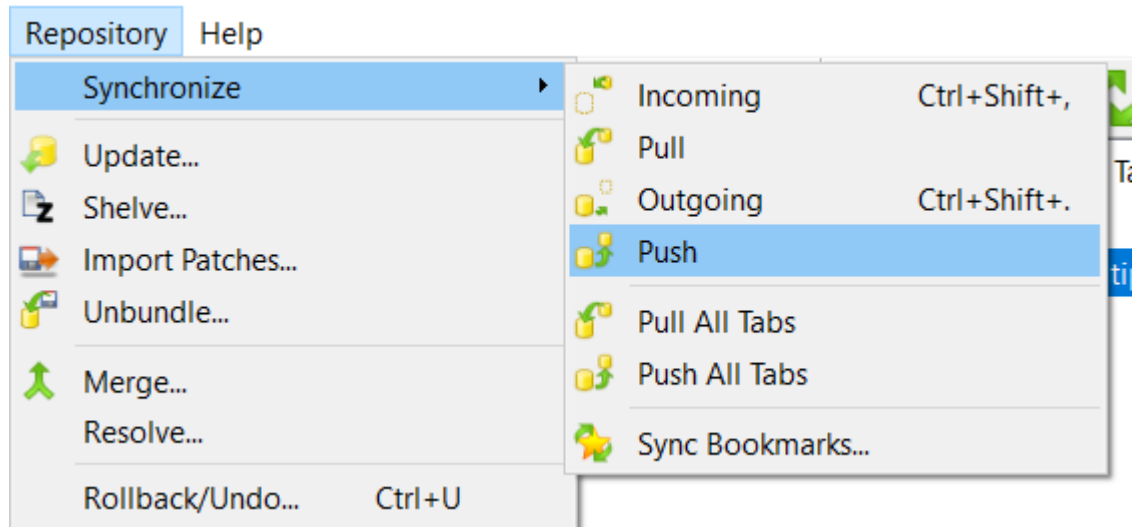 Repository Help
Synchronize
Update...
Shelve...
Import Patches...
Unbundle...
Merge...
Resolve...
Rollback/Undo... Ctrl+U
Incoming Ctrl+Shift+,
Pull
Outgoing Ctrl+Shift+.
Push
Pull All Tabs
Push All Tabs
Sync Bookmarks...